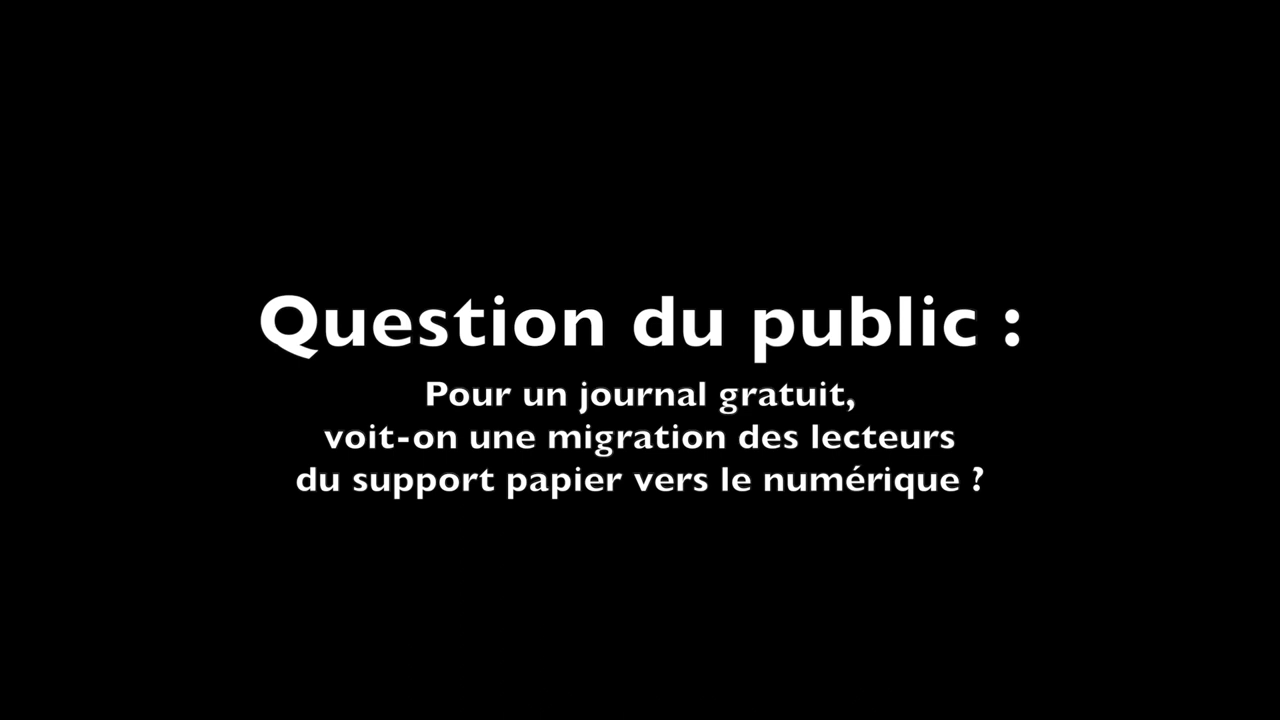 Question du public :
Pour un journal gratuit,
voit-on une migration des lecteurs
du support papier vers le numérique ?